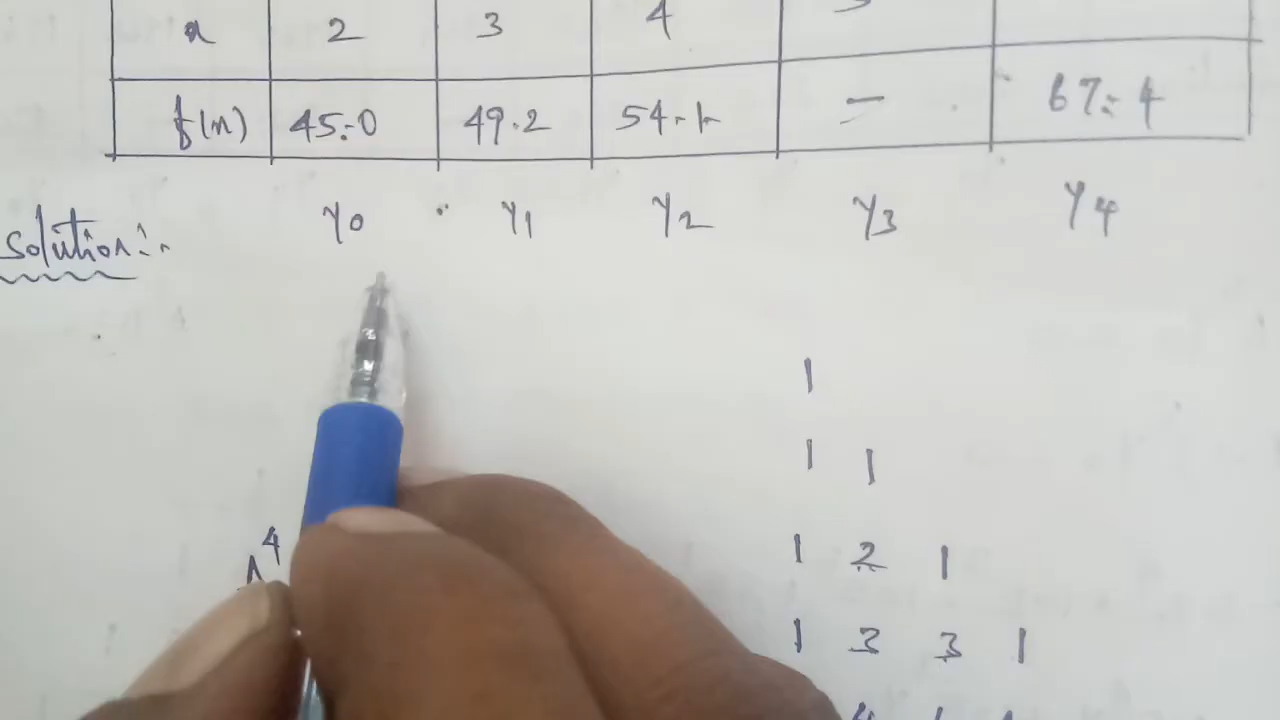 x 2 3 4
f(x) 45.0 49.2 54.1 – 67.4
y0 y1 y2 y3 y4
Solution:-
1
1 1
Δ4 1 2 1
1 3 3 1